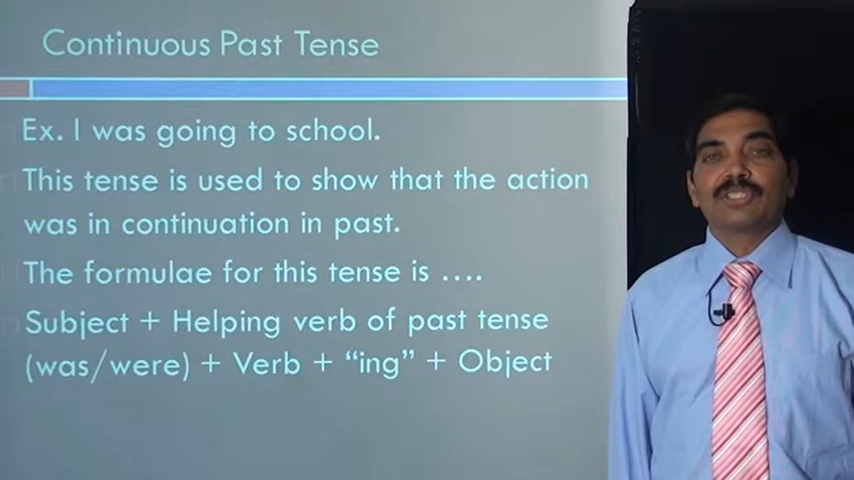 Continuous Past Tense
Ex. I was going to school.
This tense is used to show that the action
was in continuation in past.
The formulae for this tense is ....
Subject + Helping verb of past tense
(was/were) + Verb + “ing” + Object